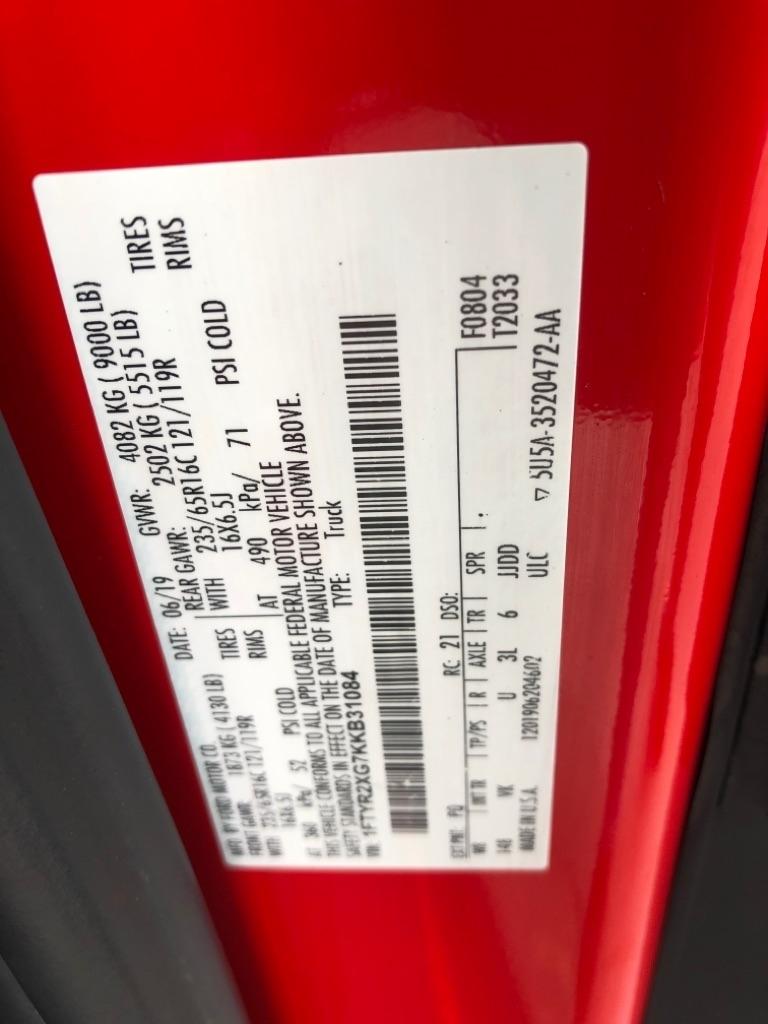 MFD. BY FORD MOTOR CO.
DATE: 06/19 GVWR: 4082 KG ( 9000 LB)
FRONT GAWR: 1873 KG ( 4130 LB) REAR GAWR: 2502 KG ( 5515 LB)
WITH 235/65R16C 121/119R TIRES WITH 235/65R16C 121/119R TIRES
16X6.5J RIMS 16X6.5J RIMS
AT 360 kPa/ 52 PSI COLD AT 490 kPa/ 71 PSI COLD
THIS VEHICLE CONFORMS TO ALL APPLICABLE FEDERAL MOTOR VEHICLE
SAFETY STANDARDS IN EFFECT ON THE DATE OF MANUFACTURE SHOWN ABOVE.
VIN: 1FTYR2XG7KKB31084 TYPE: Truck
F0804
T2033
EXT PNT: PQ RC: 21 DSO:
WB INT TR TP/PS R AXLE TR SPR
148 VK U 3L 6 JJDD
MADE IN U.S.A. ULC
▽ 5U5A-3520472-AA